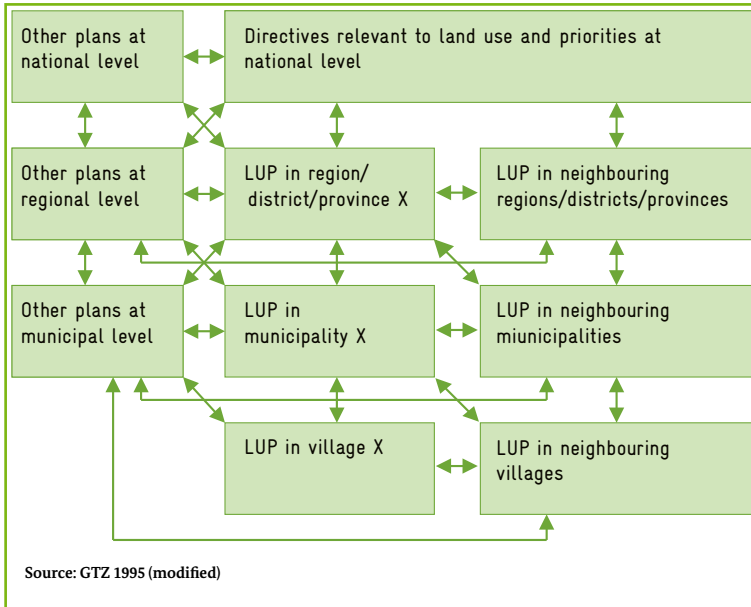 Other plans at
national level
Directives relevant to land use and priorities at
national level
Other plans at
regional level
LUP in region/
district/province X
LUP in neighbouring
regions/districts/provinces
Other plans at
municipal level
LUP in
municipality X
LUP in neighbouring
miunicipalities
LUP in village X
LUP in neighbouring
villages
Source: GTZ 1995 (modified)